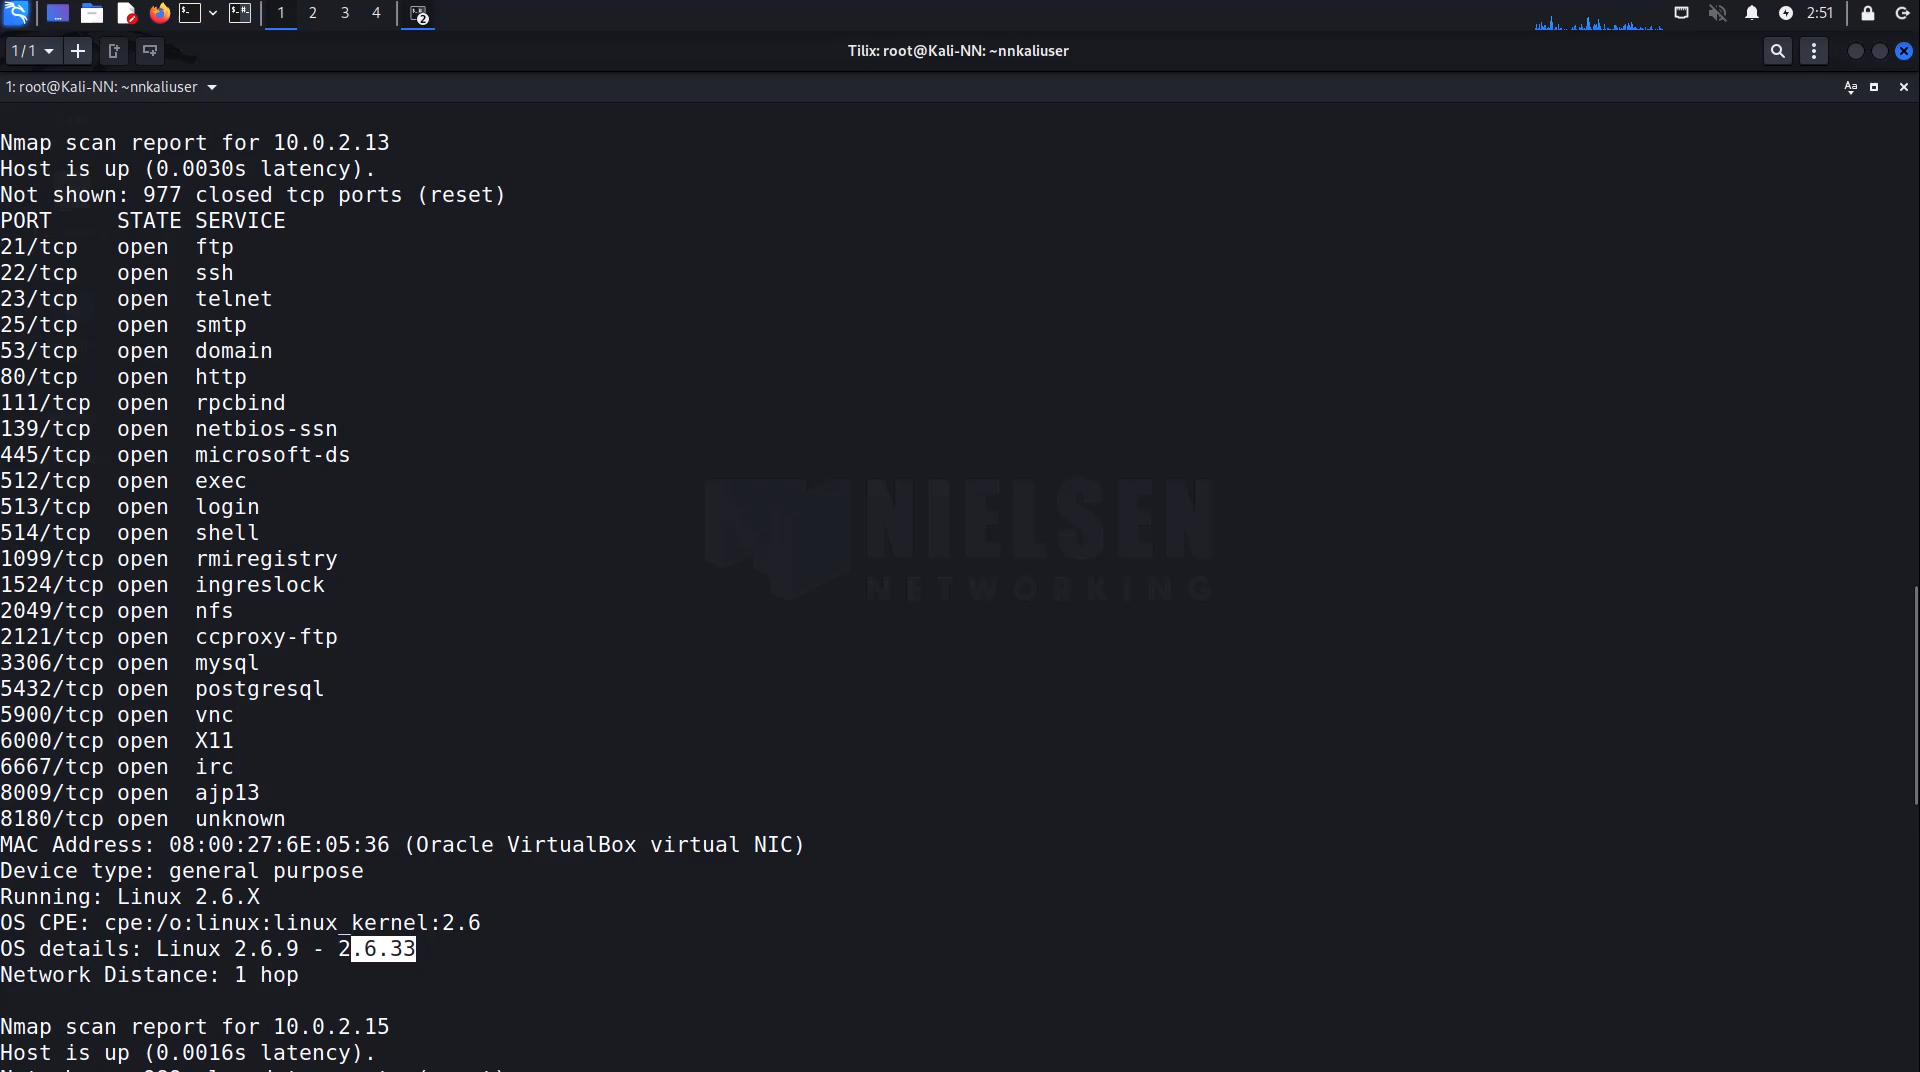 1 2 3 4 2 2:51
1/1 Tilix: root@Kali-NN: ~nnkaliuser
1: root@Kali-NN: ~nnkaliuser
Nmap scan report for 10.0.2.13
Host is up (0.0030s latency).
Not shown: 977 closed tcp ports (reset)
PORT     STATE SERVICE
21/tcp   open  ftp
22/tcp   open  ssh
23/tcp   open  telnet
25/tcp   open  smtp
53/tcp   open  domain
80/tcp   open  http
111/tcp  open  rpcbind
139/tcp  open  netbios-ssn
445/tcp  open  microsoft-ds
512/tcp  open  exec
513/tcp  open  login
514/tcp  open  shell
1099/tcp open  rmiregistry
1524/tcp open  ingreslock
2049/tcp open  nfs
2121/tcp open  ccproxy-ftp
3306/tcp open  mysql
5432/tcp open  postgresql
5900/tcp open  vnc
6000/tcp open  X11
6667/tcp open  irc
8009/tcp open  ajp13
8180/tcp open  unknown
MAC Address: 08:00:27:6E:05:36 (Oracle VirtualBox virtual NIC)
Device type: general purpose
Running: Linux 2.6.X
OS CPE: cpe:/o:linux:linux_kernel:2.6
OS details: Linux 2.6.9 - 2.6.33
Network Distance: 1 hop
Nmap scan report for 10.0.2.15
Host is up (0.0016s latency).
NIELSEN
NETWORKING